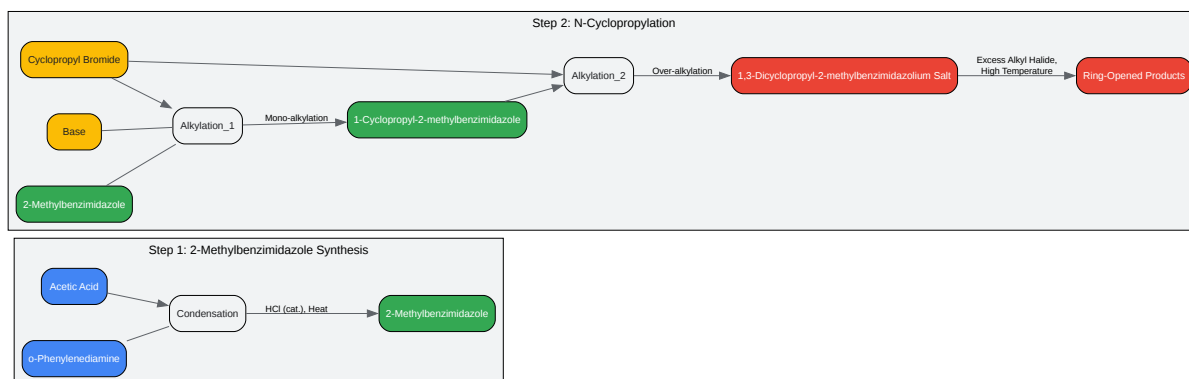 Step 2: N-Cyclopropylation
Cyclopropyl Bromide
Base
2-Methylbenzimidazole
Alkylation_1
Mono-alkylation
1-Cyclopropyl-2-methylbenzimidazole
Alkylation_2
Over-alkylation
1,3-Dicyclopropyl-2-methylbenzimidazolium Salt
Excess Alkyl Halide,
High Temperature
Ring-Opened Products
Step 1: 2-Methylbenzimidazole Synthesis
Acetic Acid
o-Phenylenediamine
Condensation
HCl (cat.), Heat
2-Methylbenzimidazole